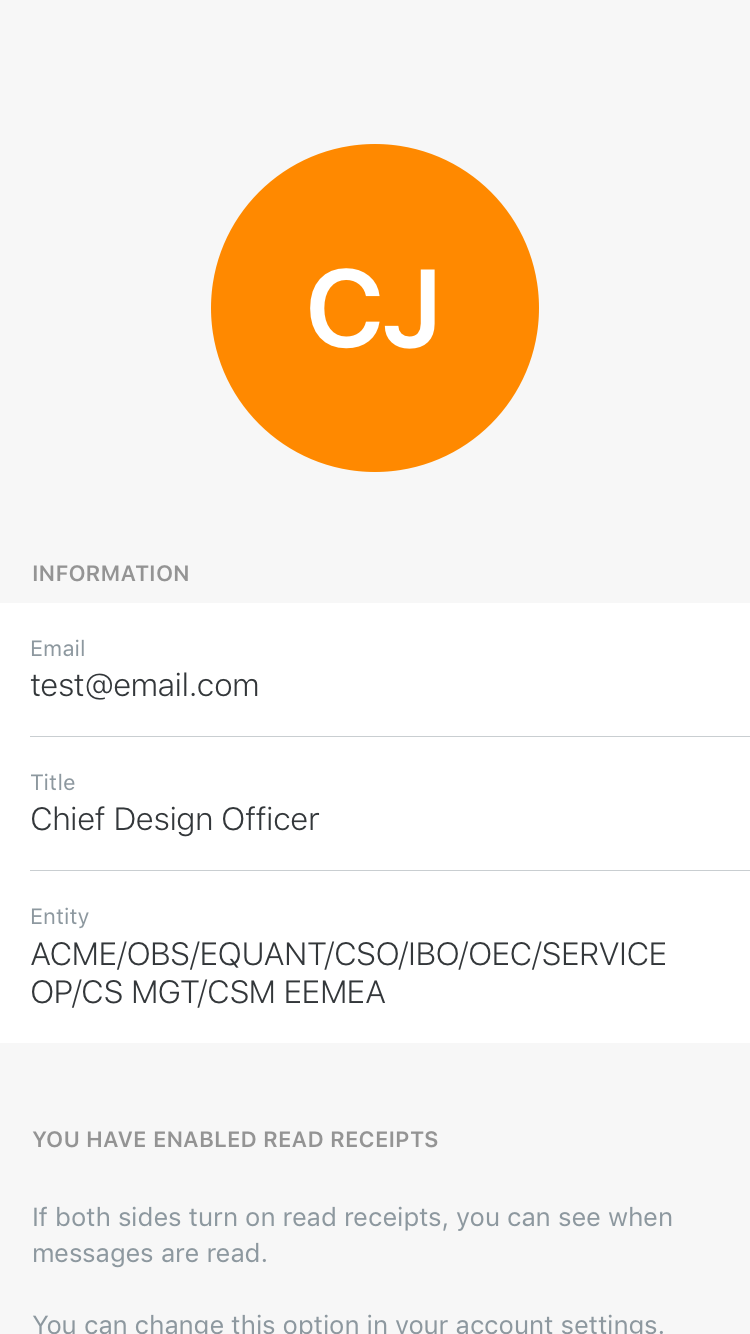 CJ
INFORMATION
Email
test@email.com
Title
Chief Design Officer
Entity
ACME/OBS/EQUANT/CSO/IBO/OEC/SERVICE
OP/CS MGT/CSM EEMEA
YOU HAVE ENABLED READ RECEIPTS
If both sides turn on read receipts, you can see when
messages are read.
You can change this option in your account settings.